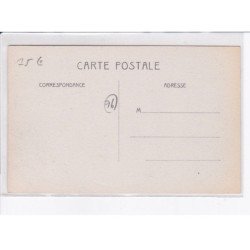 25 €
CARTE POSTALE
CORRESPONDANCE
ADRESSE
M